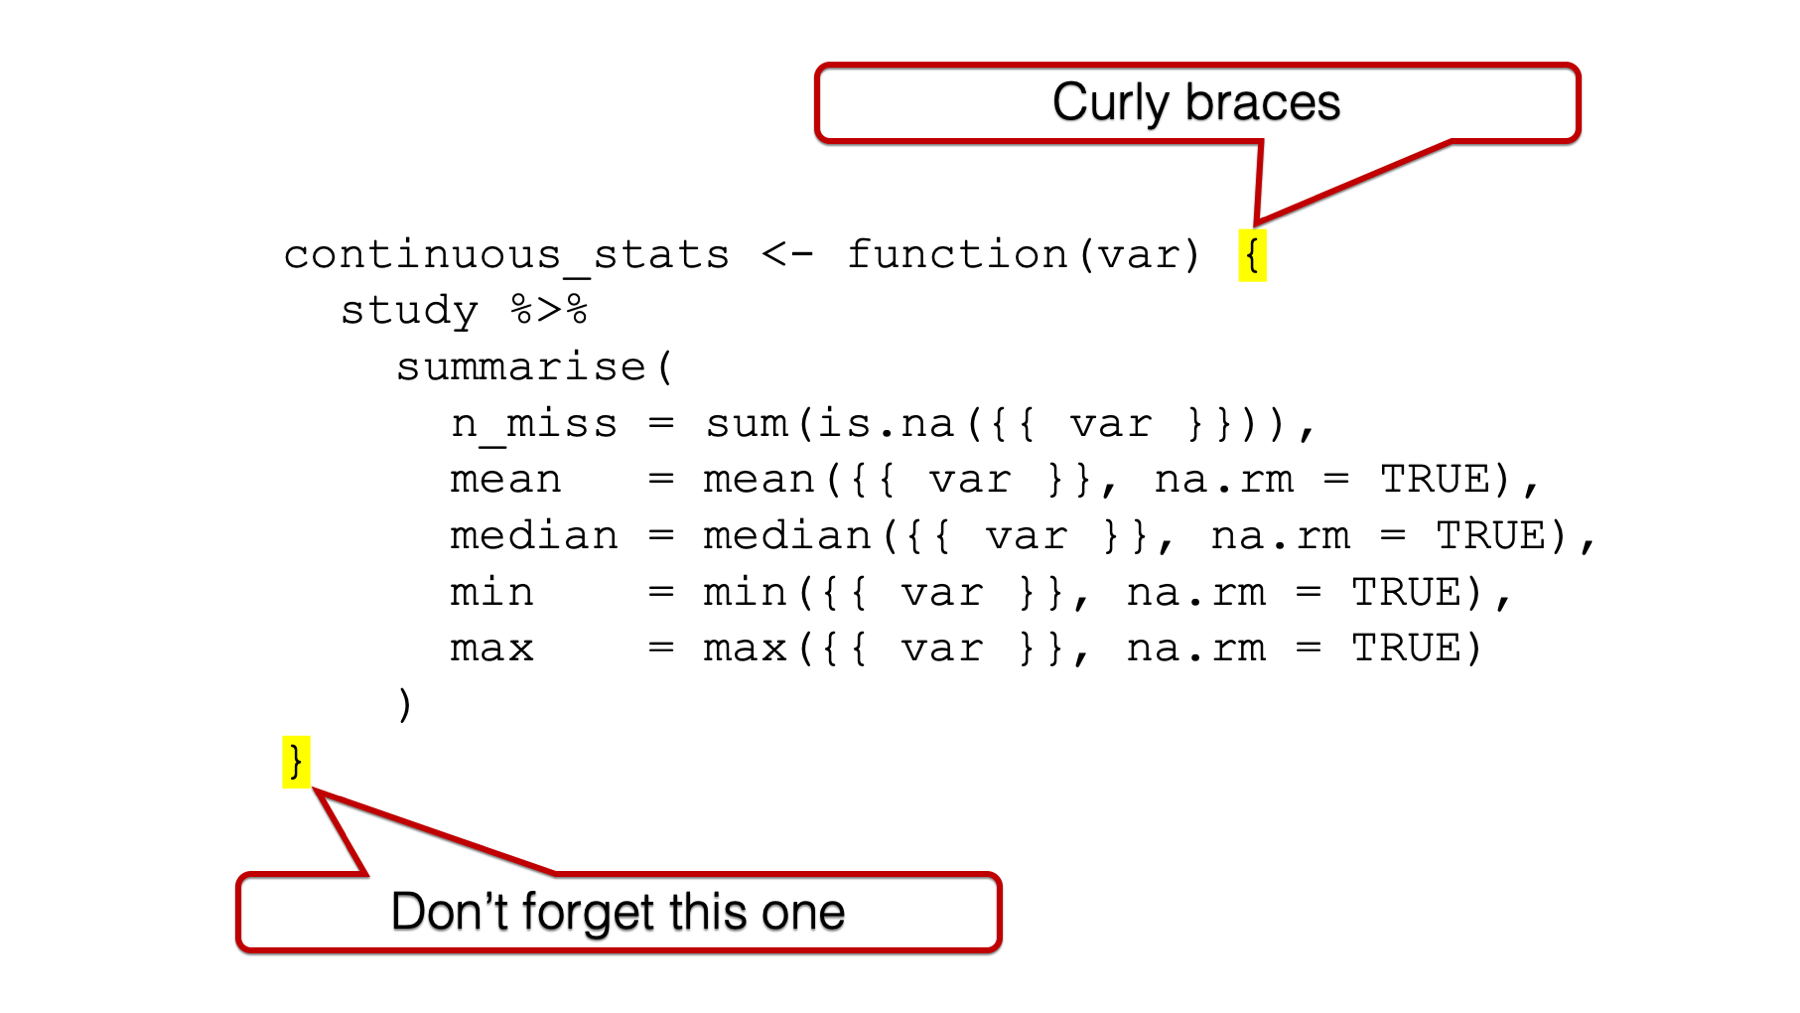 Curly braces
continuous_stats <- function(var) {
  study %>%
    summarise(
      n_miss = sum(is.na({{ var }})),
      mean   = mean({{ var }}, na.rm = TRUE),
      median = median({{ var }}, na.rm = TRUE),
      min    = min({{ var }}, na.rm = TRUE),
      max    = max({{ var }}, na.rm = TRUE)
    )
}
Don’t forget this one